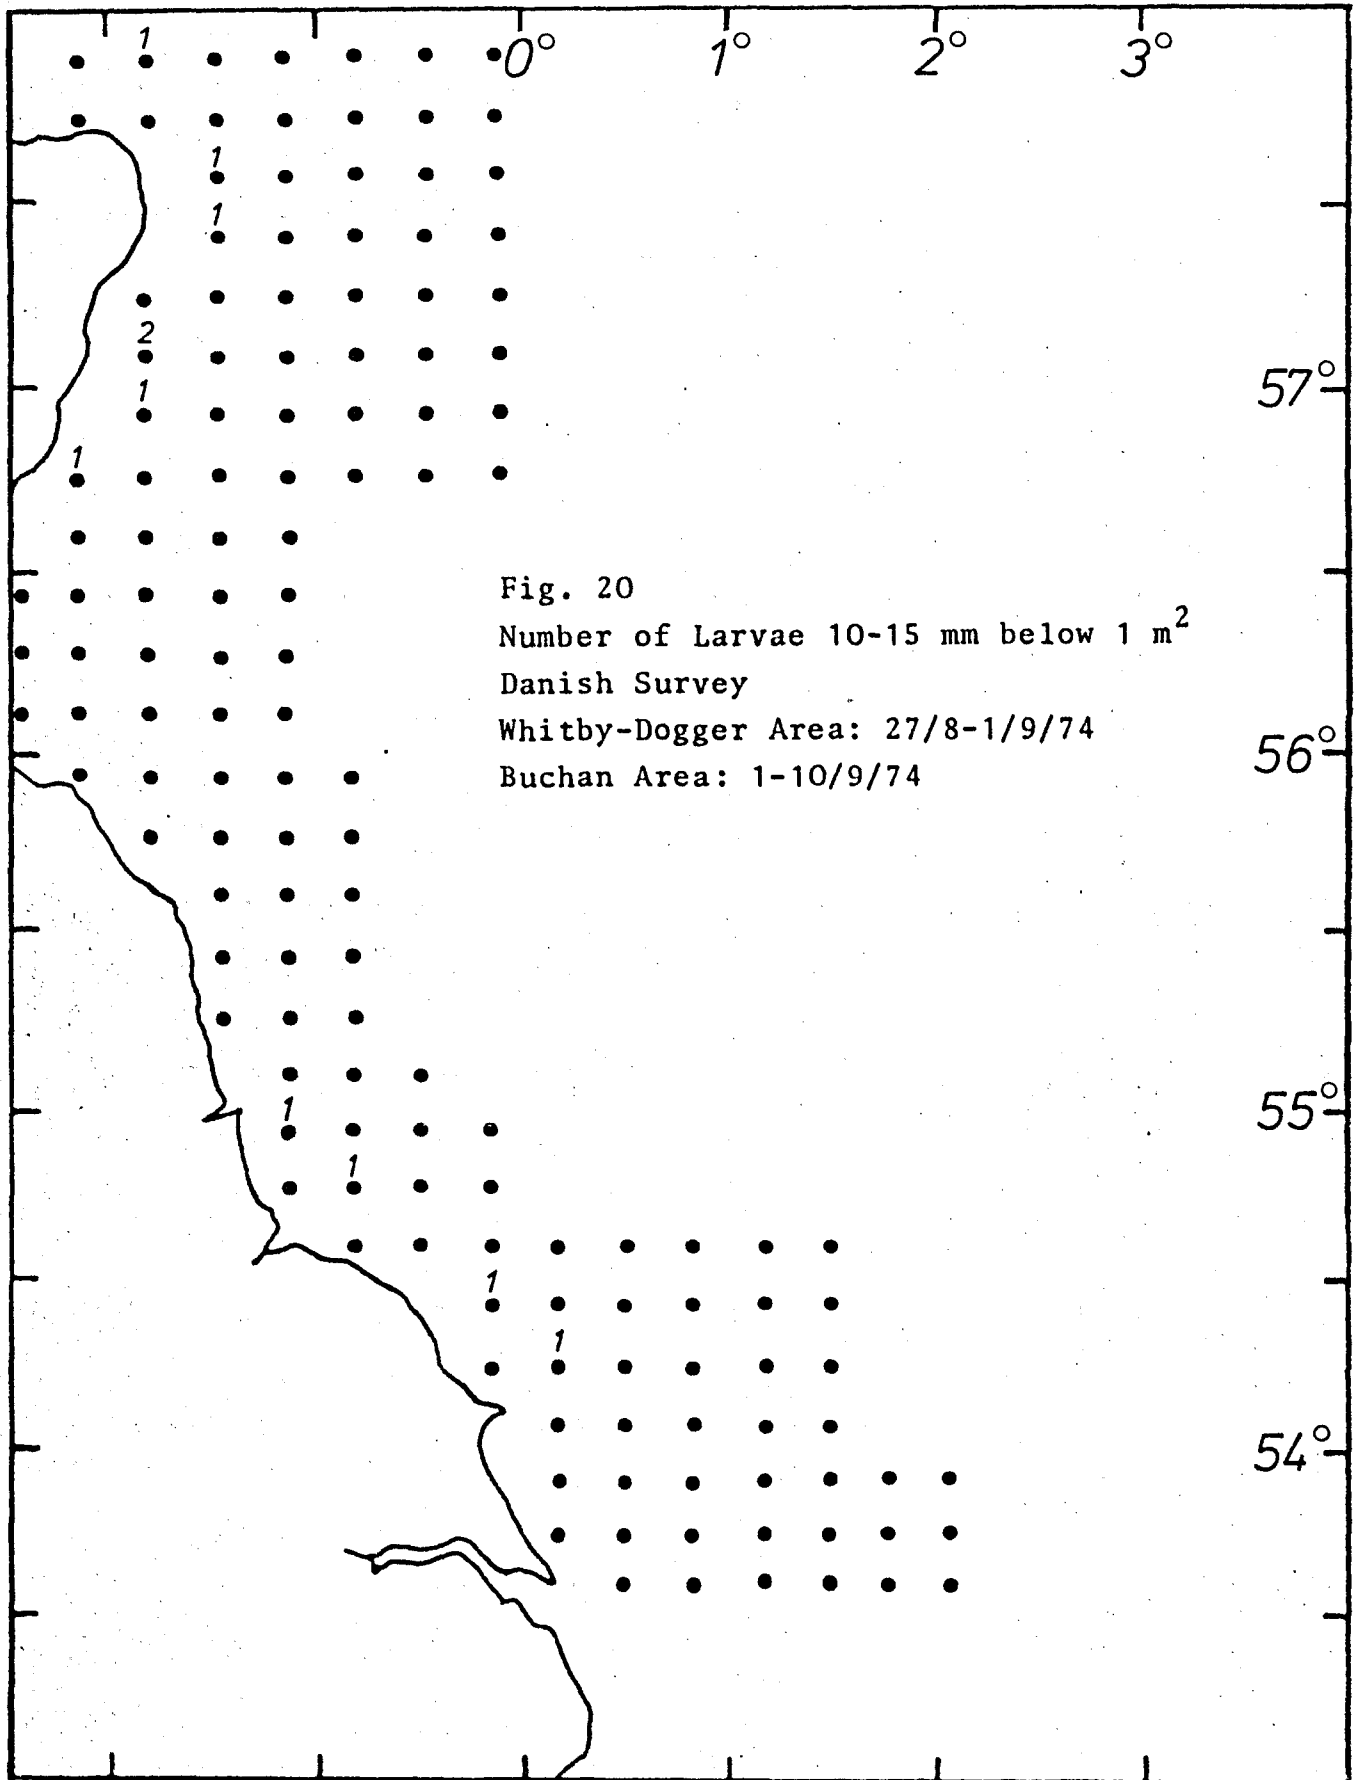 1
0° 1° 2° 3°
1
1
2
1
57°
1
Fig. 20
Number of Larvae 10-15 mm below 1 m²
Danish Survey
Whitby-Dogger Area: 27/8-1/9/74
56°
Buchan Area: 1-10/9/74
1
55°
1
1
1
54°